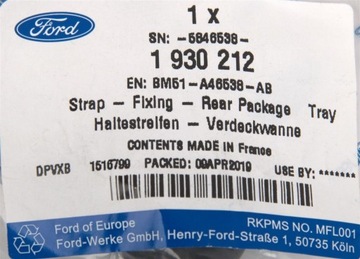 Ford
1 x
SN: -5646538-
1 930 212
EN: BM51-A46536-AB
Strap - Fixing - Rear Package Tray
Haltestreifen - Verdeckwanne
CONTENTS MADE IN FRANCE
DPVXB 1516799 PACKED: 09APR2019 USE BY: *******
RKPMS NO. MFL001
Ford of Europe
Ford-Werke GmbH, Henry-Ford-Straße 1, 50735 Köln